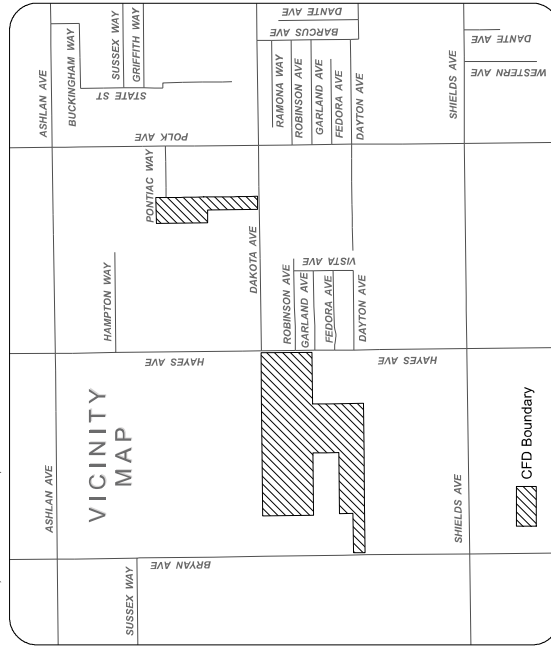 ASHLAN AVE
BUCKINGHAM WAY
SUSSEX WAY
GRIFFITH WAY
STATE ST
POLK AVE
RAMONA WAY
ROBINSON AVE
GARLAND AVE
FEDORA AVE
DAYTON AVE
BARCUS AVE
DANTE AVE
SHIELDS AVE
DANTE AVE
WESTERN AVE
PONTIAC WAY
HAMPTON WAY
DAKOTA AVE
ROBINSON AVE
GARLAND AVE
FEDORA AVE
VISTA AVE
DAYTON AVE
HAYES AVE
HAYES AVE
VICINITY
MAP
ASHLAN AVE
SHIELDS AVE
CFD Boundary
SUSSEX WAY
BRYAN AVE